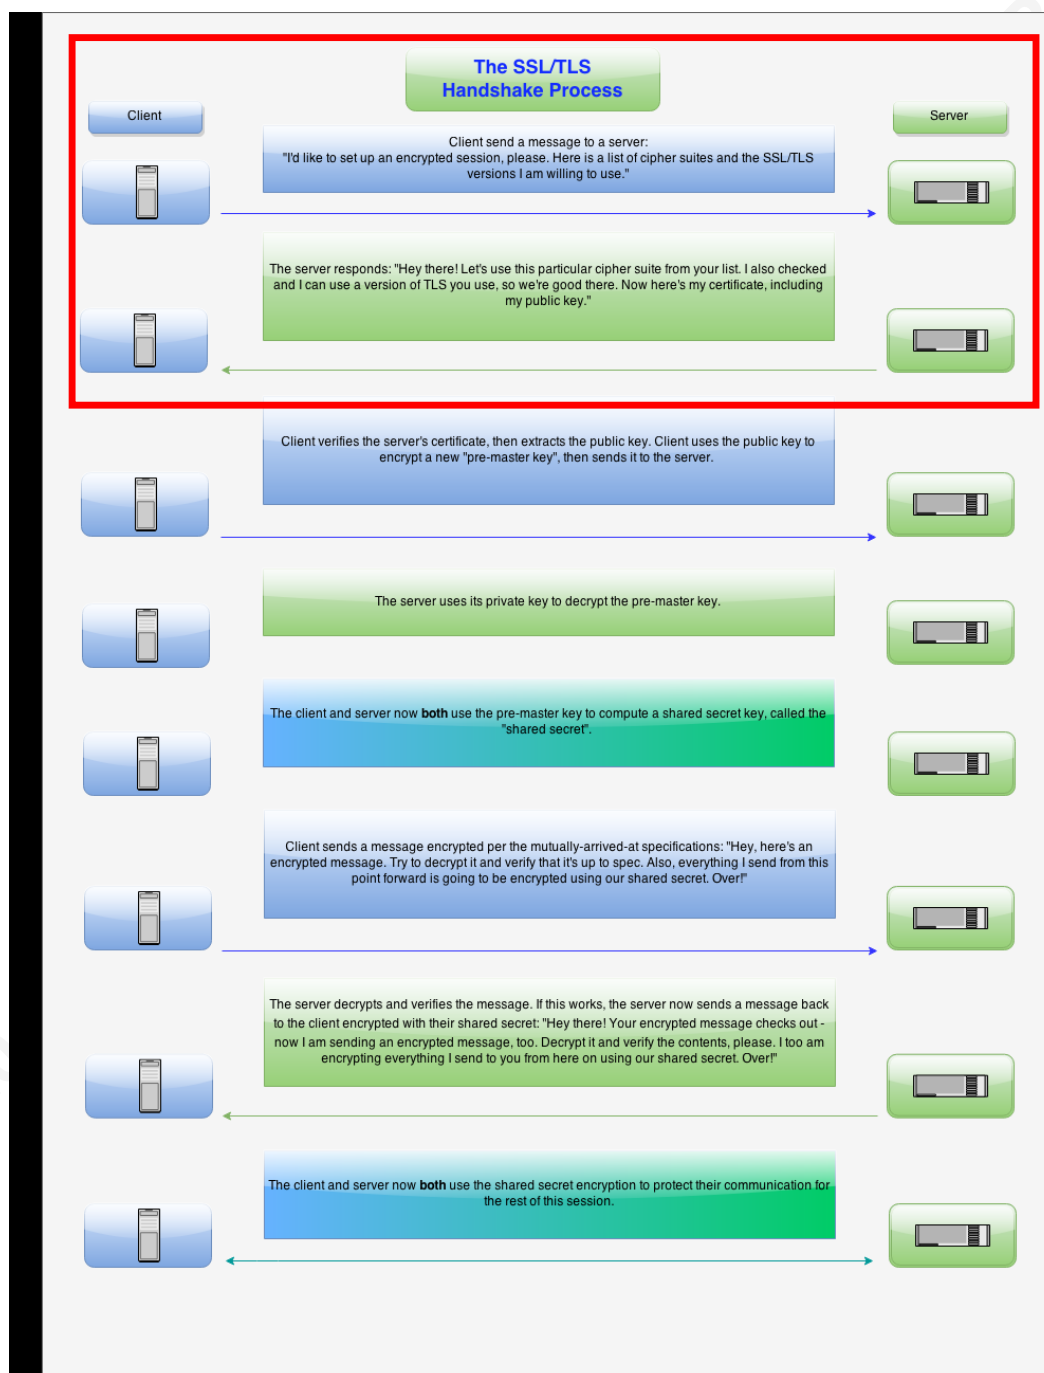 The SSL/TLS
Handshake Process
Client
Server
Client send a message to a server:
"I'd like to set up an encrypted session, please. Here is a list of cipher suites and the SSL/TLS
versions I am willing to use."
The server responds: "Hey there! Let's use this particular cipher suite from your list. I also checked
and I can use a version of TLS you use, so we're good there. Now here's my certificate, including
my public key."
Client verifies the server's certificate, then extracts the public key. Client uses the public key to
encrypt a new "pre-master key", then sends it to the server.
The server uses its private key to decrypt the pre-master key.
The client and server now both use the pre-master key to compute a shared secret key, called the
"shared secret".
Client sends a message encrypted per the mutually-arrived-at specifications: "Hey, here's an
encrypted message. Try to decrypt it and verify that it's up to spec. Also, everything I send from this
point forward is going to be encrypted using our shared secret. Over!"
The server decrypts and verifies the message. If this works, the server now sends a message back
to the client encrypted with their shared secret: "Hey there! Your encrypted message checks out -
now I am sending an encrypted message, too. Decrypt it and verify the contents, please. I too am
encrypting everything I send to you from here on using our shared secret. Over!"
The client and server now both use the shared secret encryption to protect their communication for
the rest of this session.